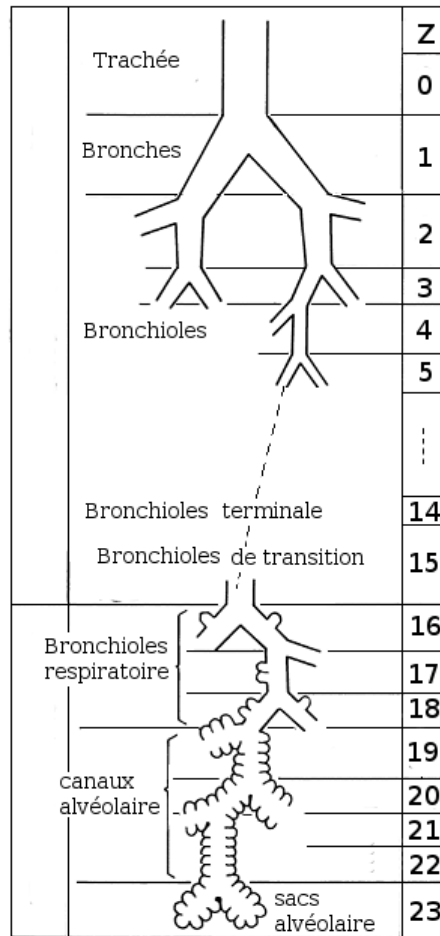 Z
Trachée
0
Bronches
1
2
3
Bronchioles
4
5
Bronchioles terminale
14
Bronchioles de transition
15
16
Bronchioles
respiratoire
17
18
19
canaux
alvéolaire
20
21
22
sacs
alvéolaire
23